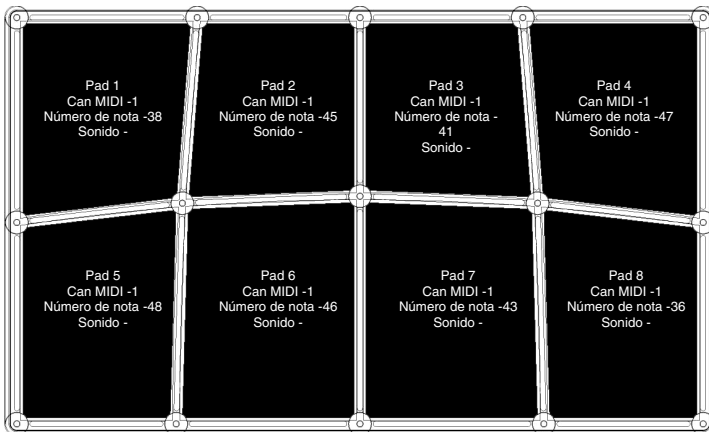 Pad 1
Can MIDI -1
Número de nota -38
Sonido -
Pad 2
Can MIDI -1
Número de nota -45
Sonido -
Pad 3
Can MIDI -1
Número de nota -
41
Sonido -
Pad 4
Can MIDI -1
Número de nota -47
Sonido -
Pad 5
Can MIDI -1
Número de nota -48
Sonido -
Pad 6
Can MIDI -1
Número de nota -46
Sonido -
Pad 7
Can MIDI -1
Número de nota -43
Sonido -
Pad 8
Can MIDI -1
Número de nota -36
Sonido -